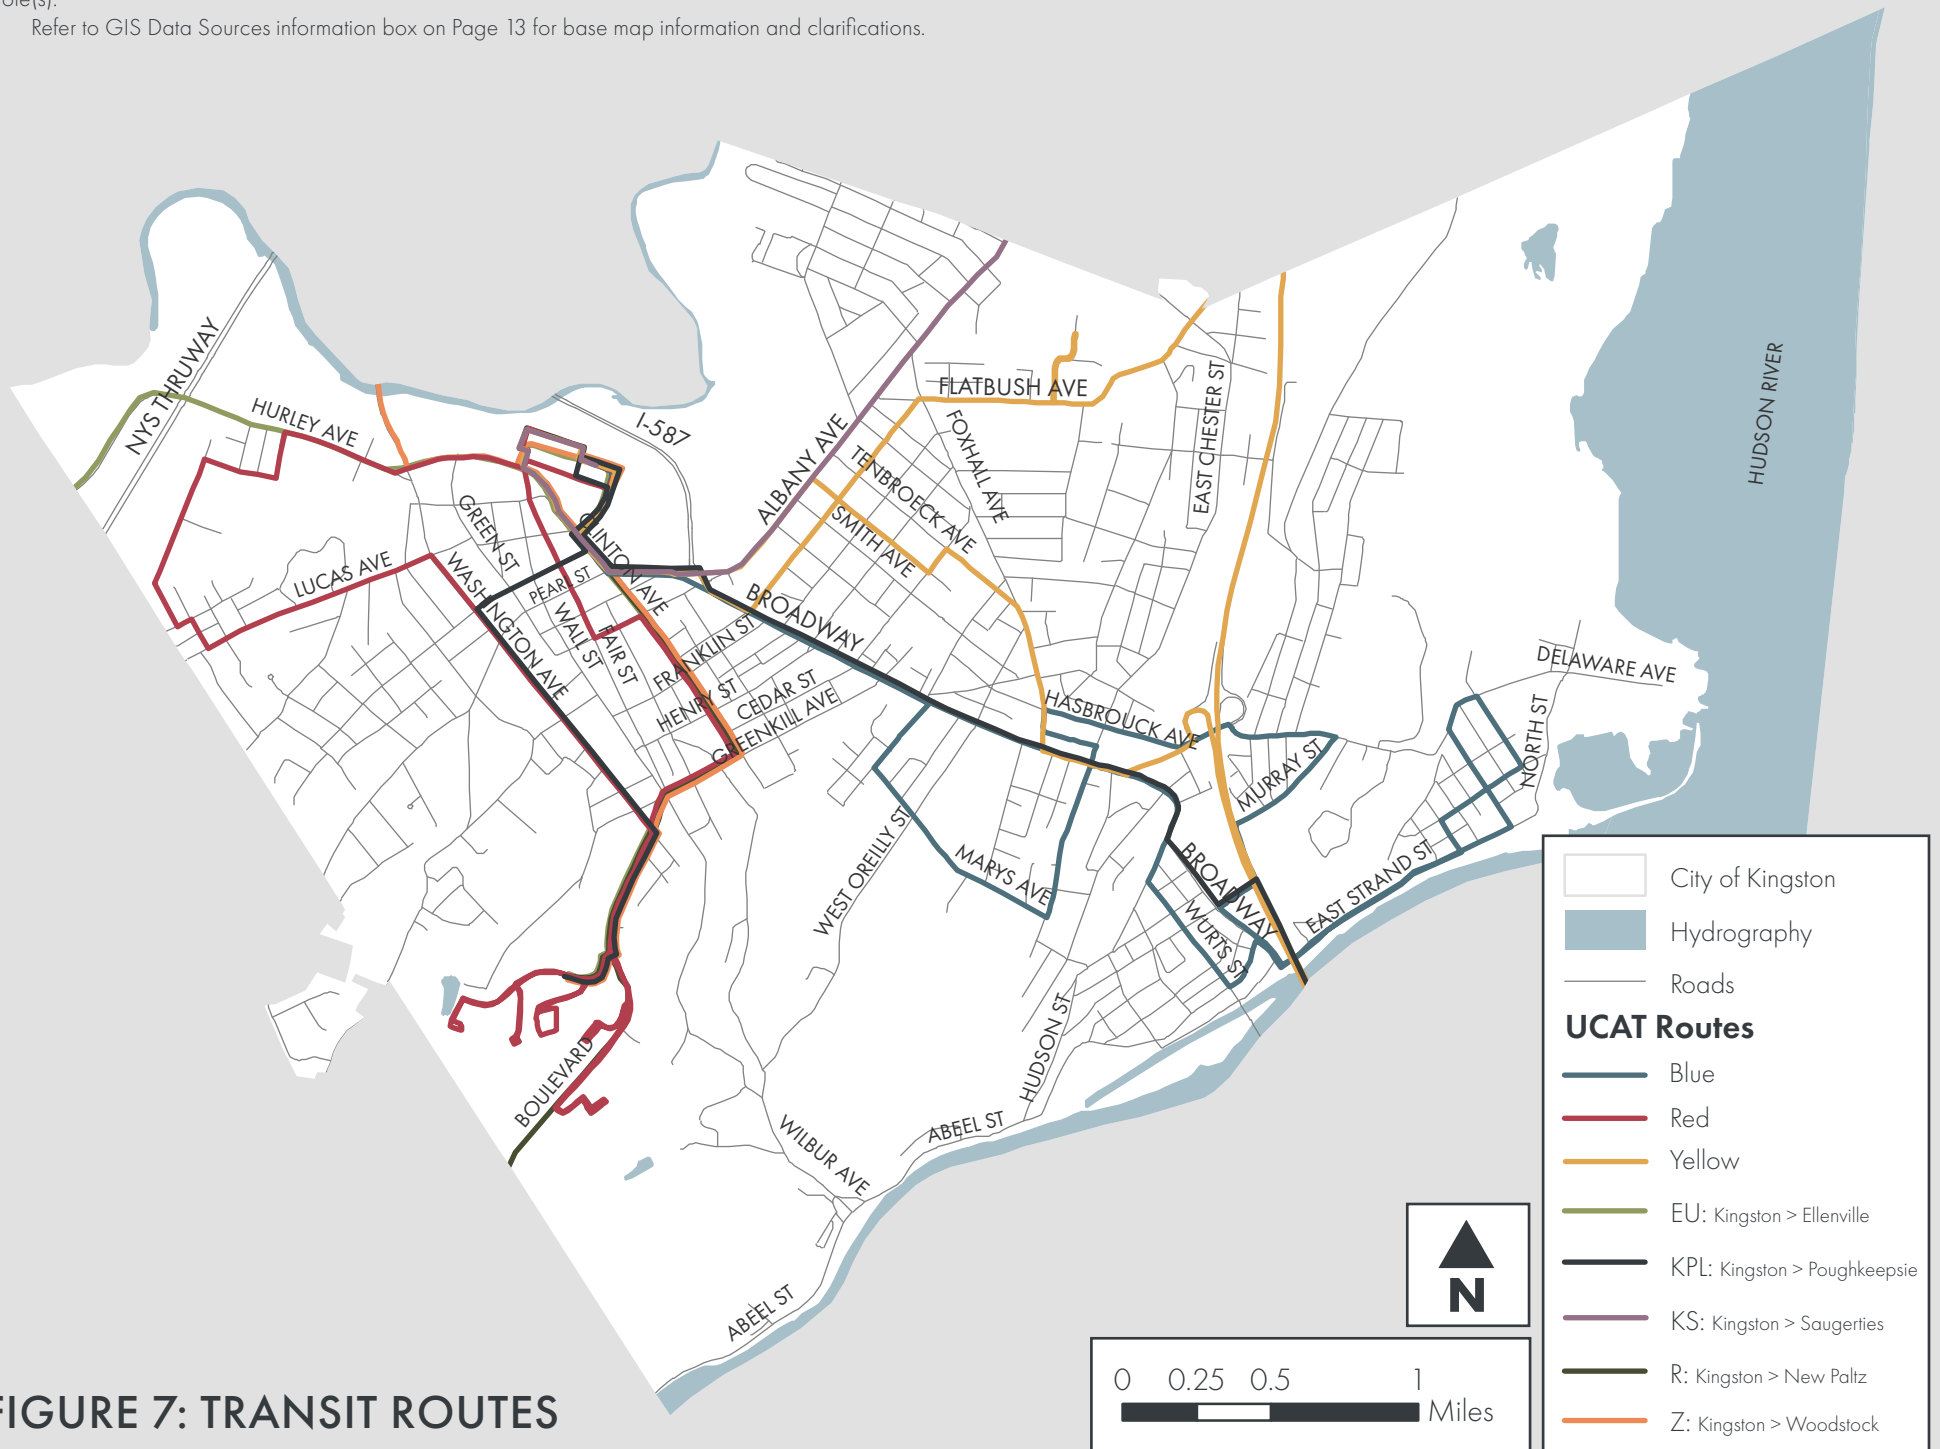 ole(s).
Refer to GIS Data Sources information box on Page 13 for base map information and clarifications.
NYS THRUWAY
HURLEY AVE
I-587
ALBANY AVE
FLATBUSH AVE
FOXHALL AVE
TENBROECK AVE
SMITH AVE
EAST CHESTER ST
HUDSON RIVER
GREEN ST
CLINTON AVE
LUCAS AVE
WASHINGTON AVE
PEARL ST
WALL ST
FAIR ST
FRANKLIN ST
HENRY ST
CEDAR ST
GREENKILL AVE
BROADWAY
HASBROUCK AVE
DELAWARE AVE
NORTH ST
MURRAY ST
EAST STRAND ST
BROADWAY
WURTS ST
WEST OREILLY ST
MARYS AVE
HUDSON ST
BOULEVARD
WILBUR AVE
ABEEL ST
ABEEL ST
City of Kingston
Hydrography
Roads
UCAT Routes
Blue
Red
Yellow
EU: Kingston > Ellenville
KPL: Kingston > Poughkeepsie
KS: Kingston > Saugerties
R: Kingston > New Paltz
Z: Kingston > Woodstock
N
0 0.25 0.5 1
Miles
FIGURE 7: TRANSIT ROUTES